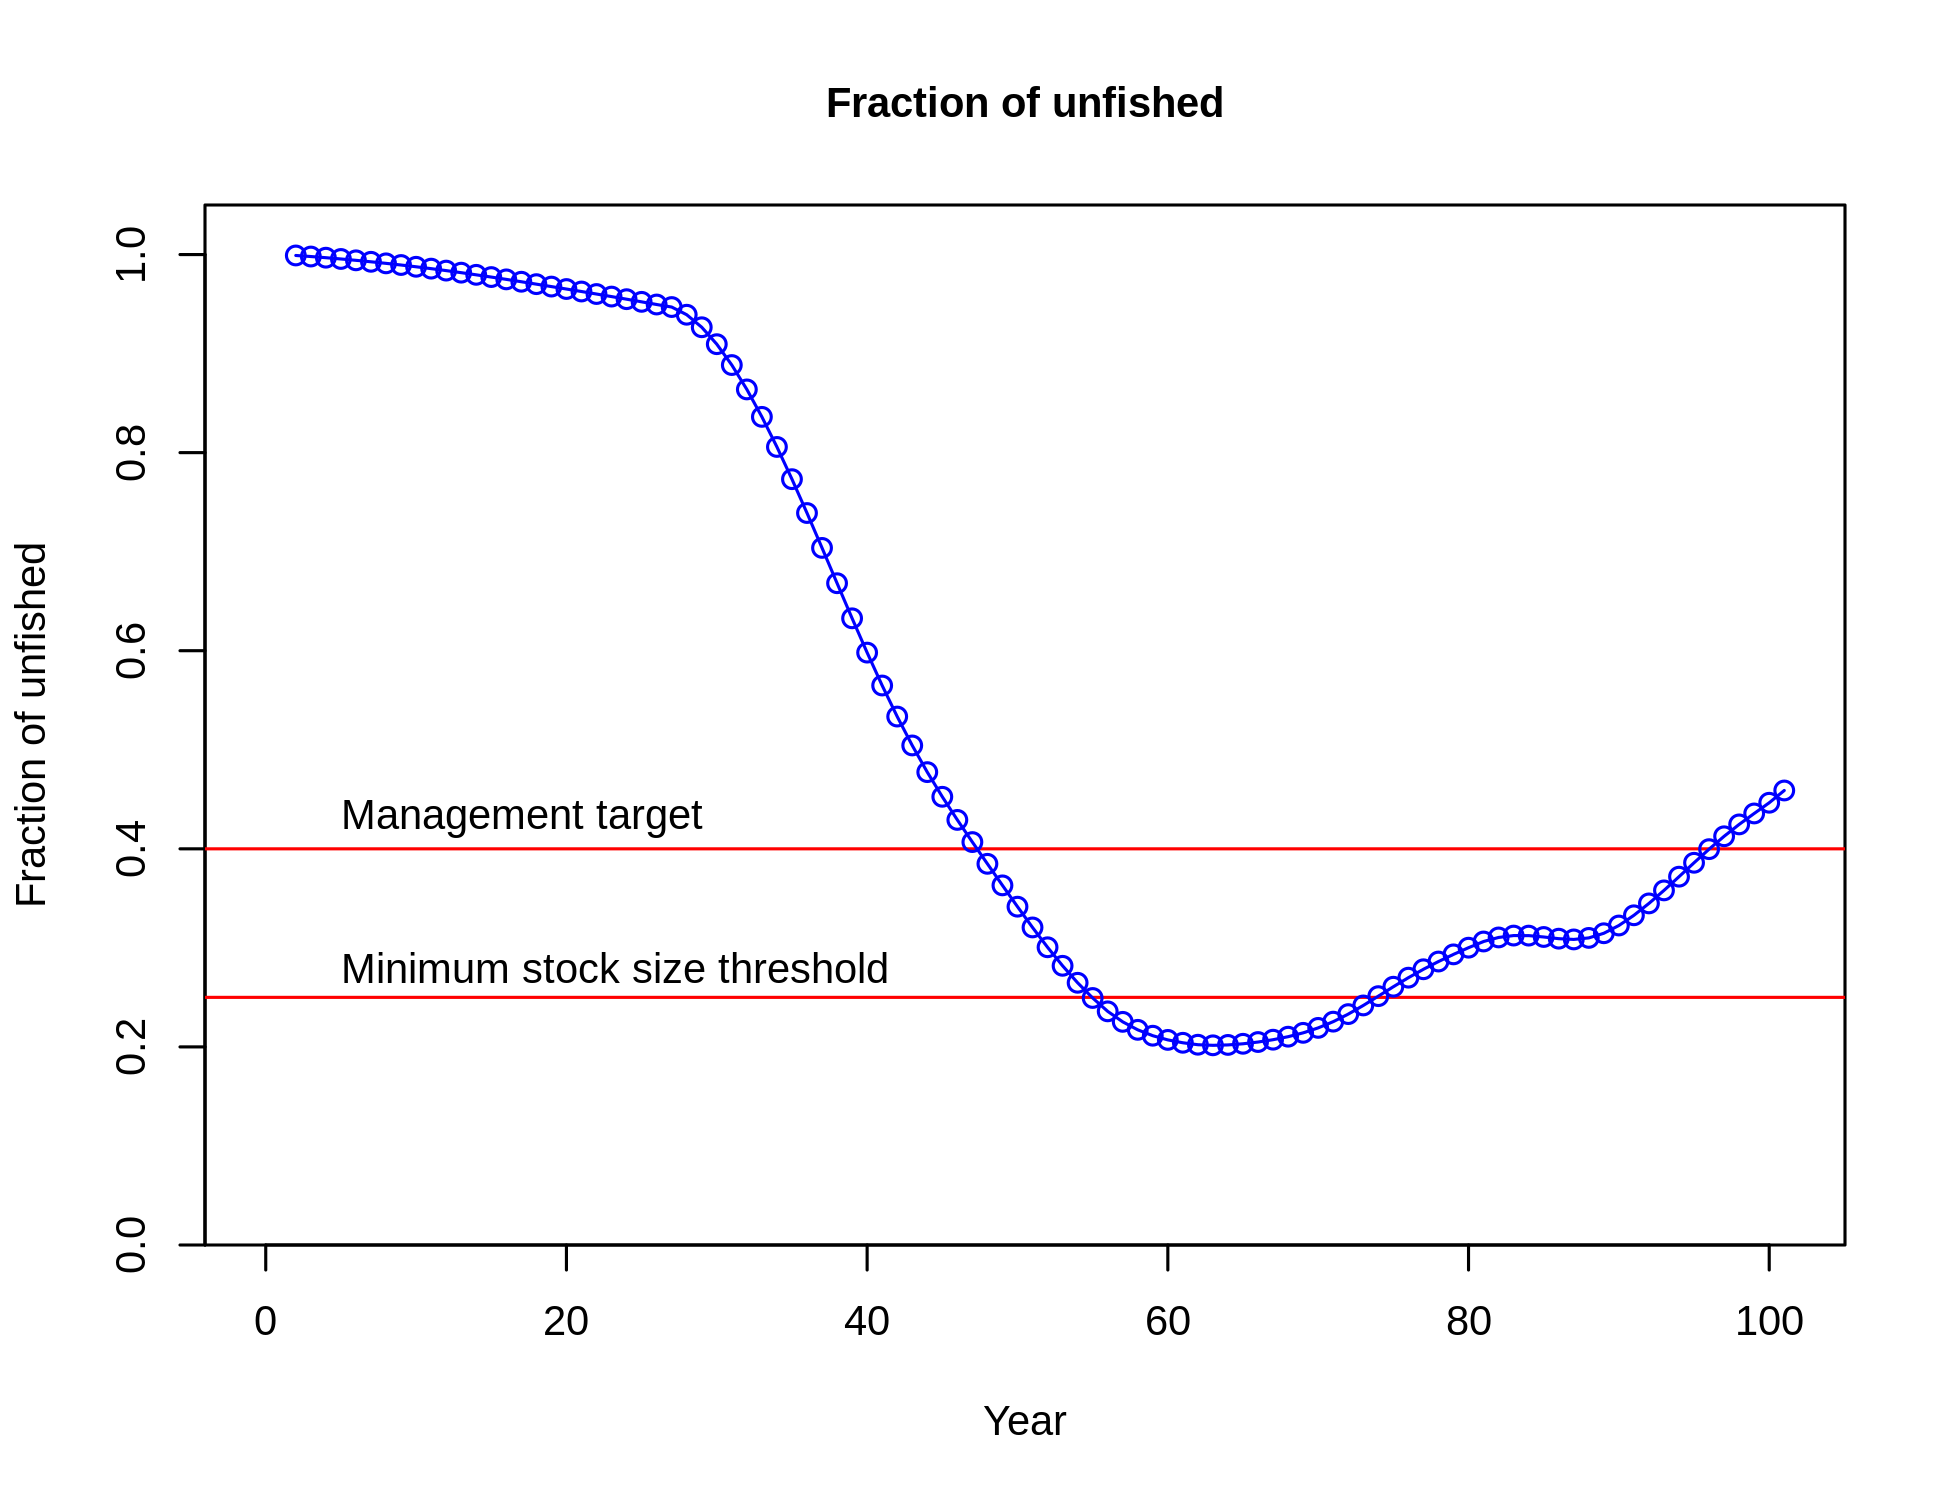 Fraction of unfished
Fraction of unfished
1.0
0.8
0.6
0.4
0.2
0.0
Management target
Minimum stock size threshold
0 20 40 60 80 100
Year